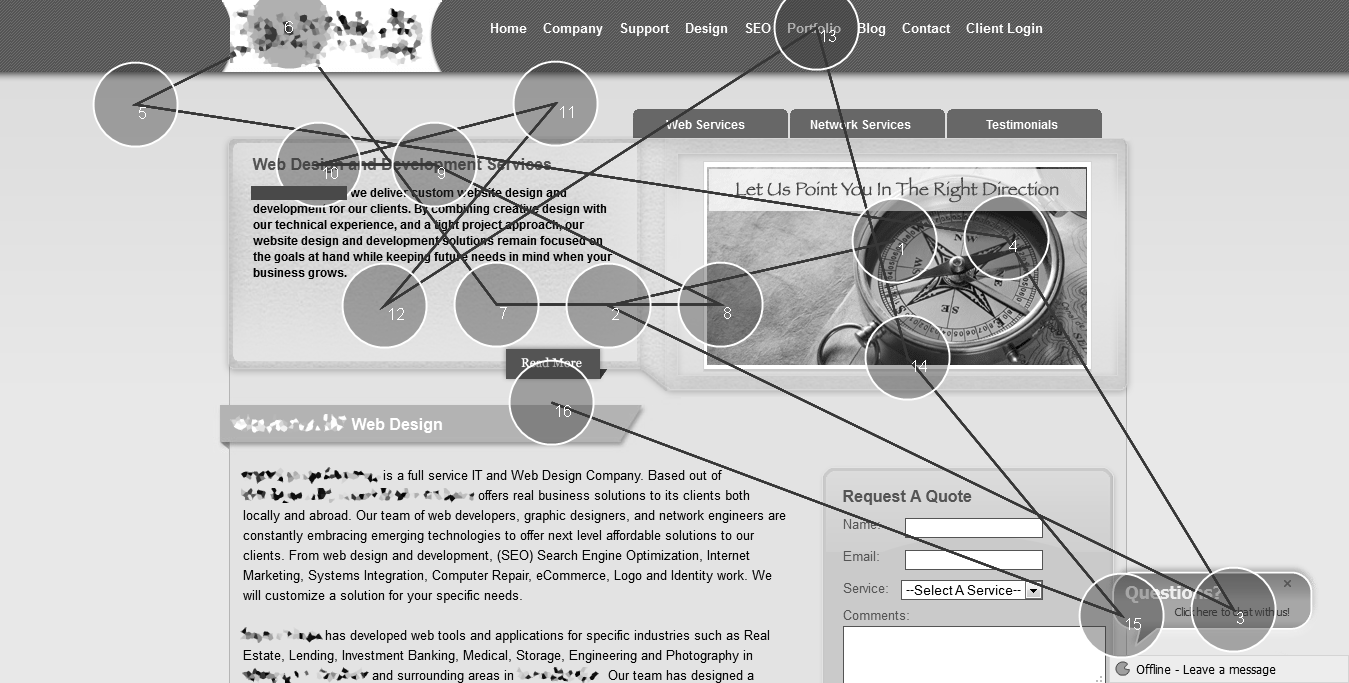 Home Company Support Design SEO Portfolio Blog Contact Client Login
Web Services Network Services Testimonials
Web Design and Development Services
we deliver custom website design and
development for our clients. By combining creative design with
our technical experience, and a tight project approach, our
website design and development solutions remain focused on
the goals at hand while keeping future needs in mind when your
business grows.
Read More
Let Us Point You In The Right Direction
NW
SW
SE
Web Design
is a full service IT and Web Design Company. Based out of
offers real business solutions to its clients both
locally and abroad. Our team of web developers, graphic designers, and network engineers are
constantly embracing emerging technologies to offer next level affordable solutions to our
clients. From web design and development, (SEO) Search Engine Optimization, Internet
Marketing, Systems Integration, Computer Repair, eCommerce, Logo and Identity work. We
will customize a solution for your specific needs.
has developed web tools and applications for specific industries such as Real
Estate, Lending, Investment Banking, Medical, Storage, Engineering and Photography in
and surrounding areas in
Our team has designed a
Request A Quote
Name:
Email:
Service: --Select A Service--
Comments:
Questions?
Click here to chat with us!
Offline - Leave a message
1
2
3
4
5
6
7
8
9
10
11
12
13
14
15
16